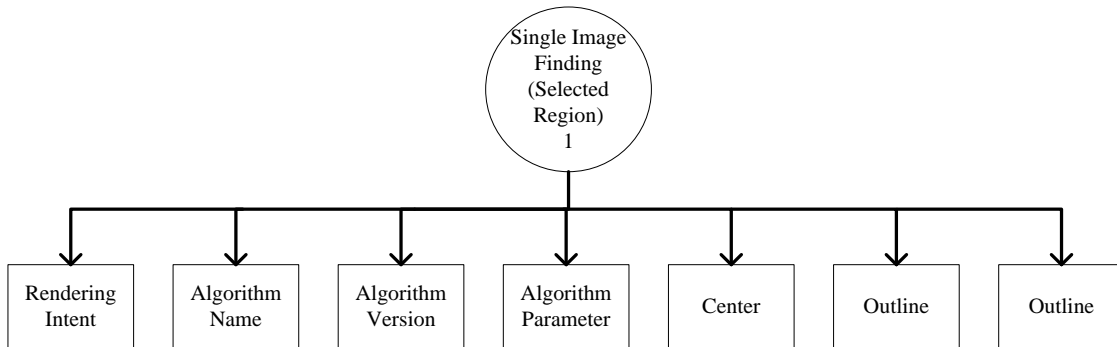 Single Image
Finding
(Selected
Region)
1
Rendering
Intent
Algorithm
Name
Algorithm
Version
Algorithm
Parameter
Center
Outline
Outline